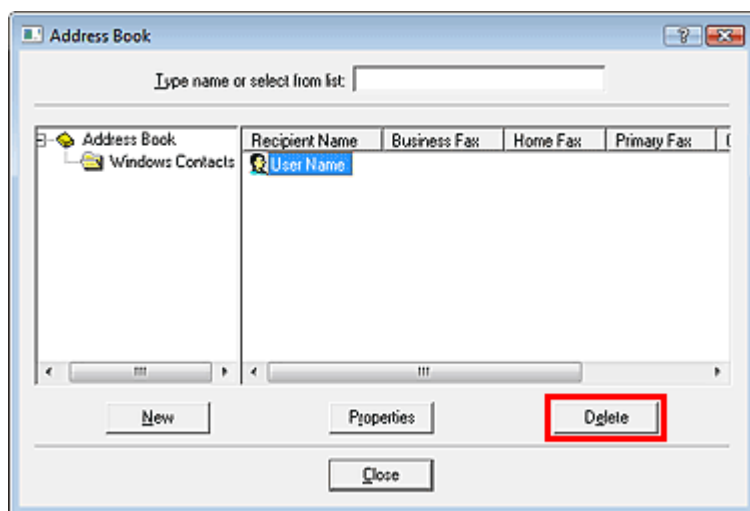 Address Book
Type name or select from list:
Address Book
Windows Contacts
Recipient Name Business Fax Home Fax Primary Fax
User Name
New Properties Delete
Close